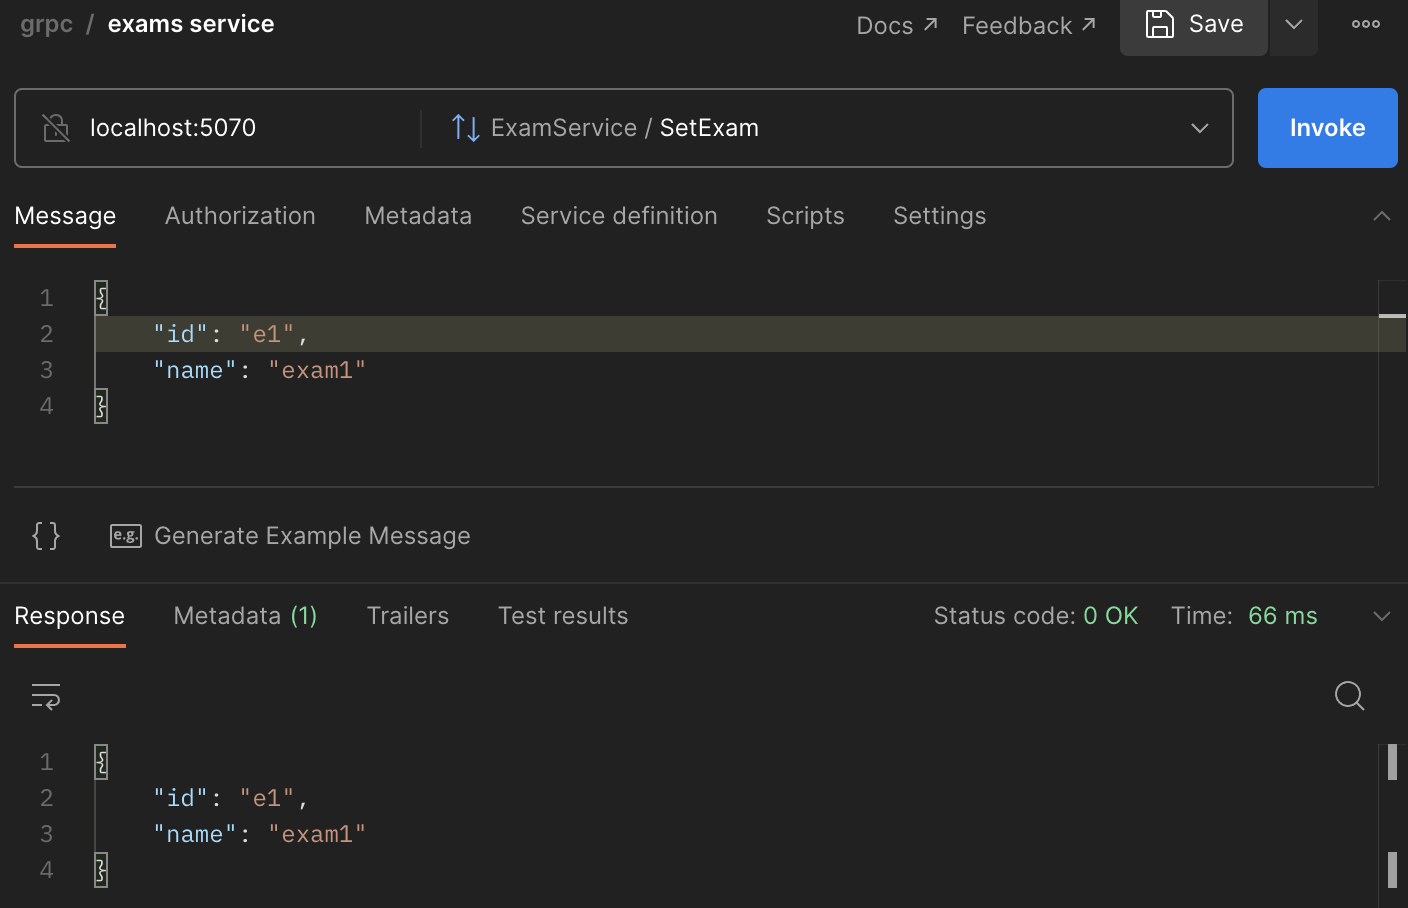 grpc / exams service
Docs ↗ Feedback ↗ Save
localhost:5070 ExamService / SetExam Invoke
Message Authorization Metadata Service definition Scripts Settings
1 {
2 "id": "e1",
3 "name": "exam1"
4 }
{} e.g. Generate Example Message
Response Metadata (1) Trailers Test results Status code: 0 OK Time: 66 ms
1 {
2 "id": "e1",
3 "name": "exam1"
4 }